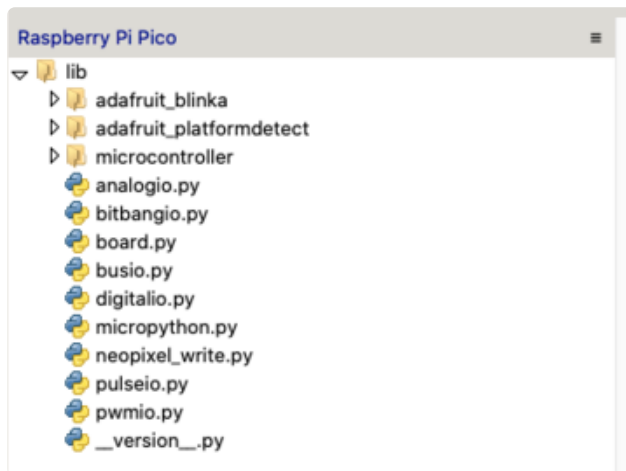 Raspberry Pi Pico
lib
adafruit_blinka
adafruit_platformdetect
microcontroller
analogio.py
bitbangio.py
board.py
busio.py
digitalio.py
micropython.py
neopixel_write.py
pulseio.py
pwmio.py
__version__.py